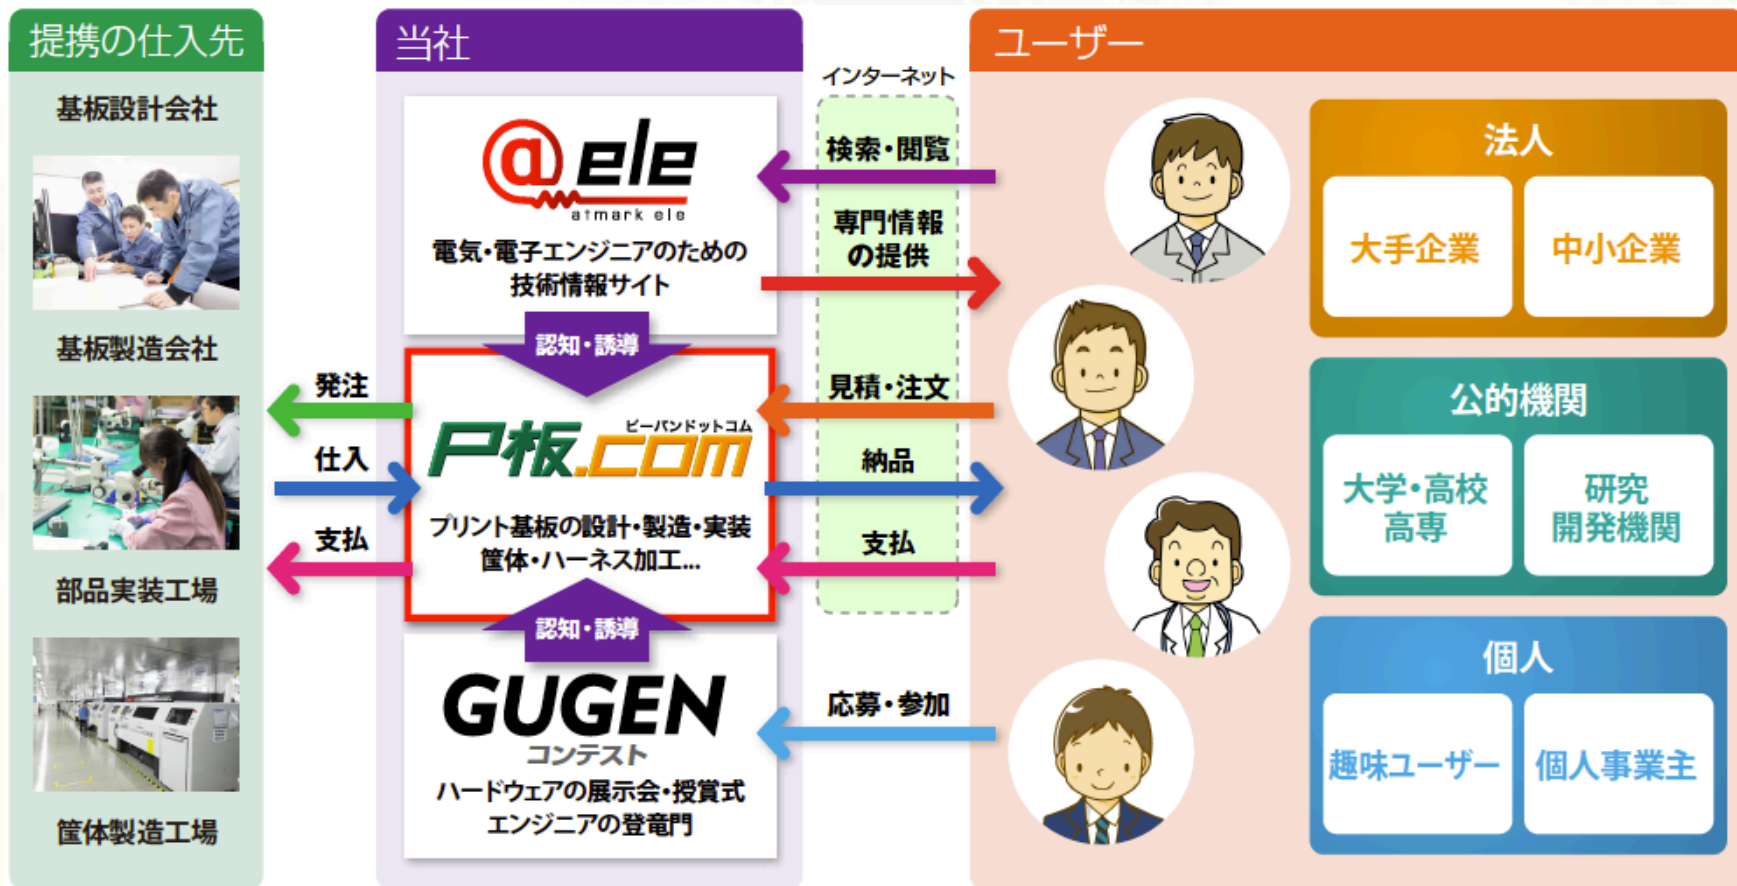 提携の仕入先
基板設計会社
基板製造会社
部品実装工場
筐体製造工場
発注
仕入
支払
当社
@ele
atmark ele
電気・電子エンジニアのための
技術情報サイト
認知・誘導
ピーバンドットコム
P板.com
プリント基板の設計・製造・実装
筐体・ハーネス加工...
認知・誘導
GUGEN
コンテスト
ハードウェアの展示会・授賞式
エンジニアの登竜門
インターネット
検索・閲覧
専門情報
の提供
見積・注文
納品
支払
応募・参加
ユーザー
法人
大手企業
中小企業
公的機関
大学・高校
高専
研究
開発機関
個人
趣味ユーザー
個人事業主